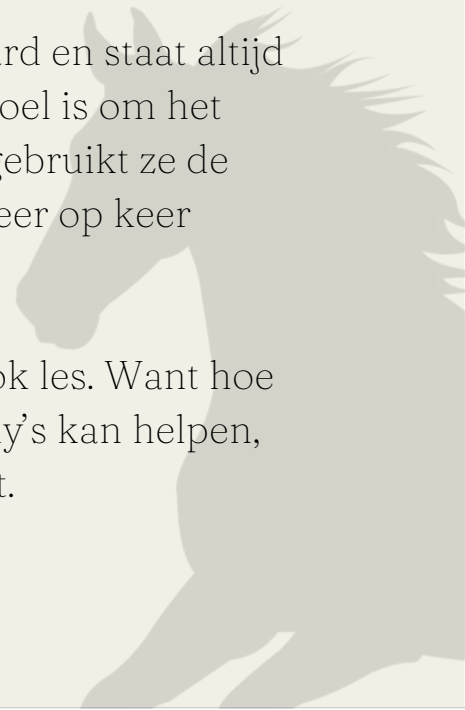 rd en staat altijd
oel is om het
gebruikt ze de
eer op keer
ok les. Want hoe
y’s kan helpen,
t.